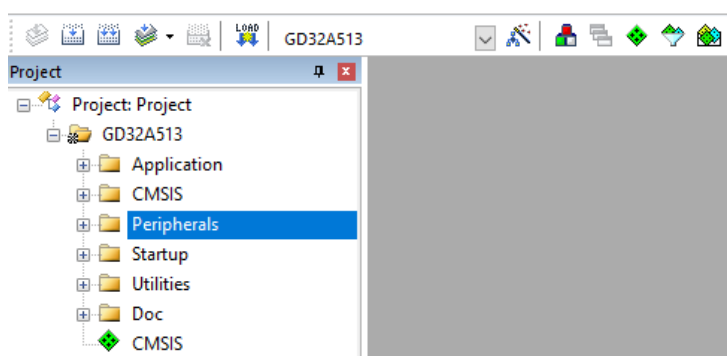 LOAD
GD32A513
Project
Project: Project
GD32A513
Application
CMSIS
Peripherals
Startup
Utilities
Doc
CMSIS